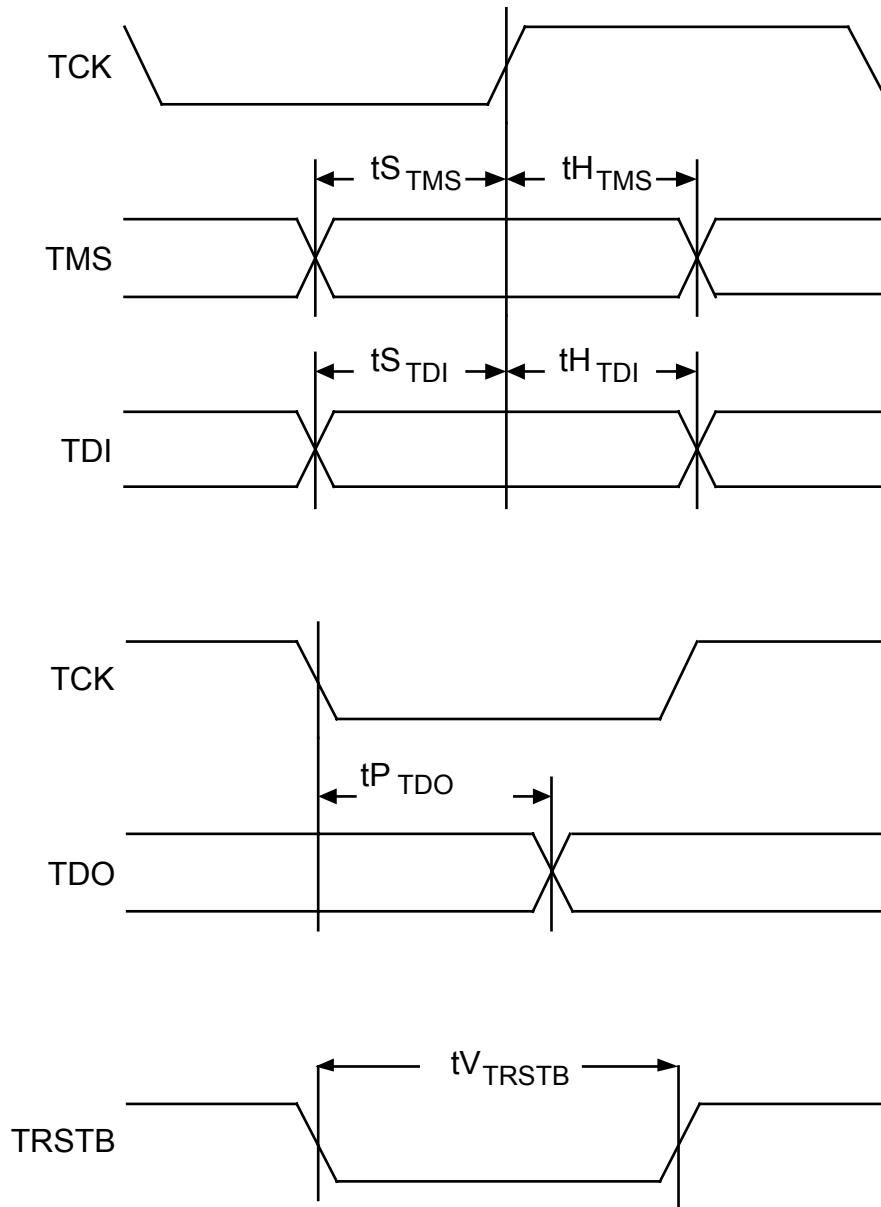 TCK
tS TMS tH TMS
TMS
tS TDI tH TDI
TDI
TCK
tP TDO
TDO
tV TRSTB
TRSTB